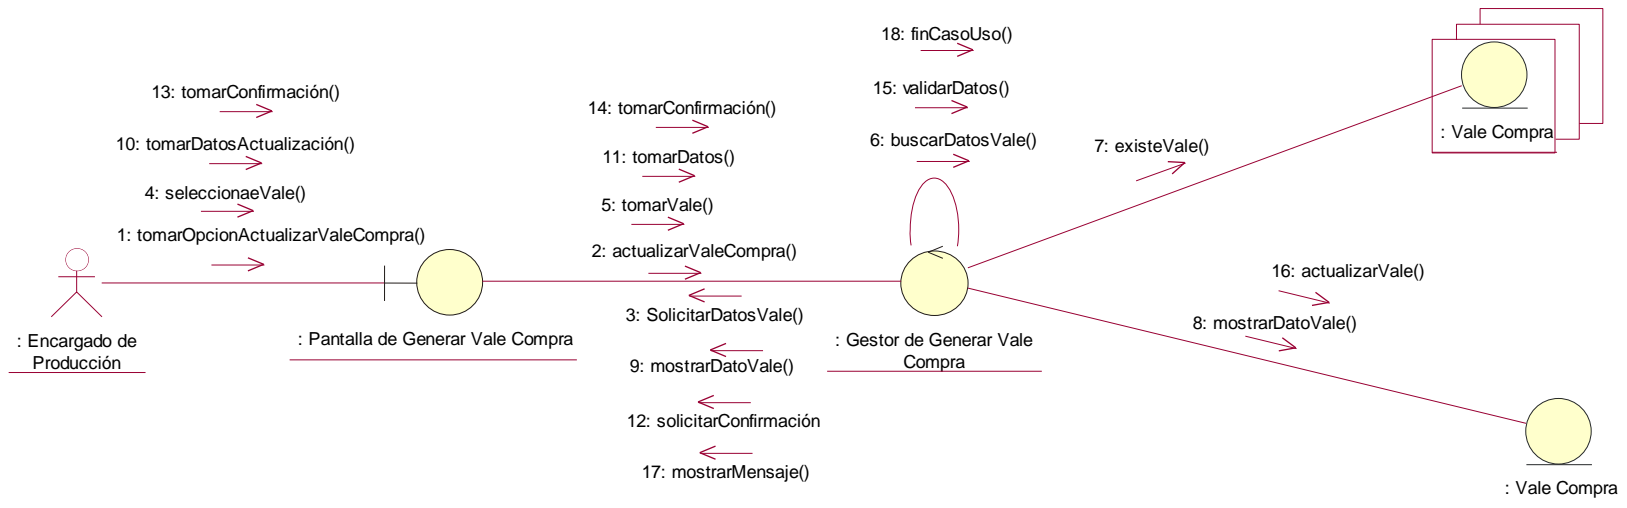 18: finCasoUso()
13: tomarConfirmación()
15: validarDatos()
14: tomarConfirmación()
: Vale Compra
10: tomarDatosActualización()
6: buscarDatosVale()
7: existeVale()
11: tomarDatos()
4: seleccionaeVale()
5: tomarVale()
1: tomarOpcionActualizarValeCompra()
2: actualizarValeCompra()
16: actualizarVale()
3: SolicitarDatosVale()
8: mostrarDatoVale()
: Encargado de
Producción
: Pantalla de Generar Vale Compra
: Gestor de Generar Vale
Compra
9: mostrarDatoVale()
12: solicitarConfirmación
17: mostrarMensaje()
: Vale Compra